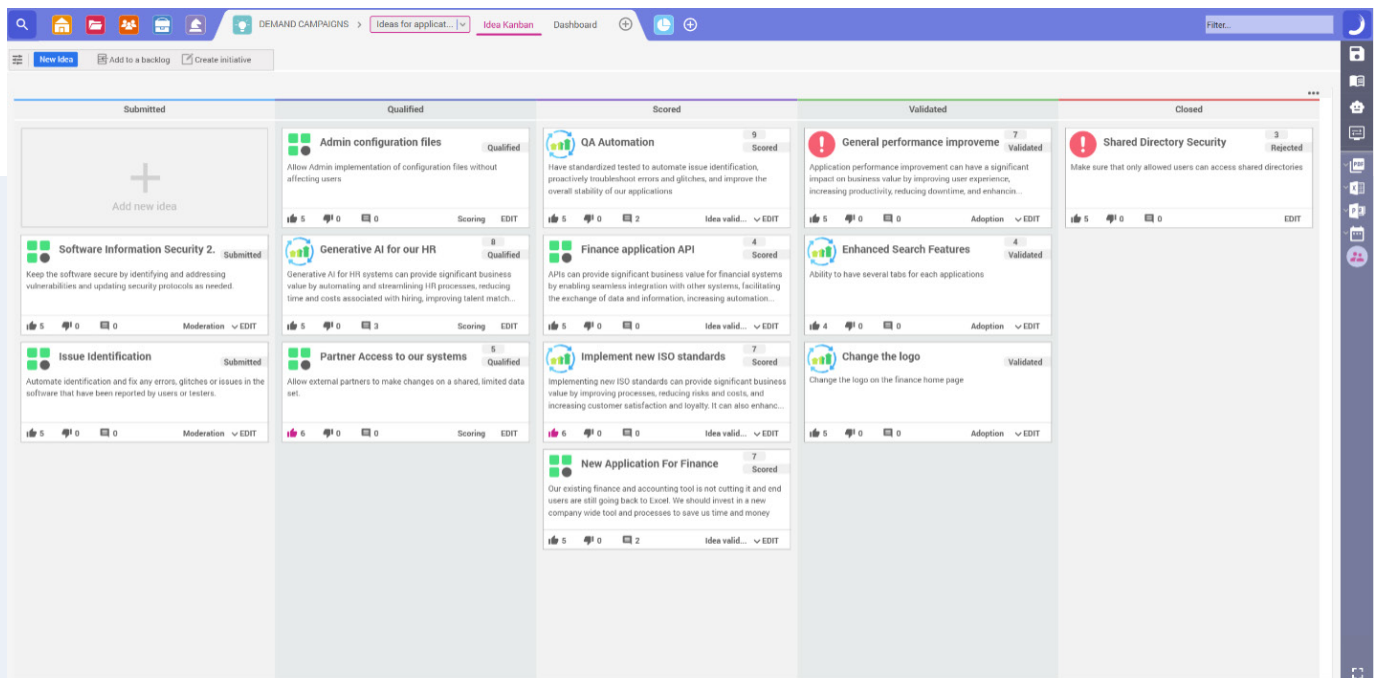 DEMAND CAMPAIGNS > Ideas for applicat... Idea Kanban Dashboard Filter...
New Idea Add to a backlog Create initiative
Submitted
Add new idea
Software Information Security 2.
Submitted
Keep the software secure by identifying and addressing
vulnerabilities and updating security protocols as needed.
5 0 0 Moderation EDIT
Issue Identification
Submitted
Automate identification and fix any errors, glitches or issues in the
software that have been reported by users or testers.
5 0 0 Moderation EDIT
Qualified
Admin configuration files
Qualified
Allow Admin implementation of configuration files without
affecting users
5 0 0 Scoring EDIT
Generative AI for our HR
8
Qualified
Generative AI for HR systems can provide significant business
value by automating and streamlining HR processes, reducing
time and costs associated with hiring, improving talent match...
5 0 3 Scoring EDIT
Partner Access to our systems
5
Qualified
Allow external partners to make changes on a shared, limited data
set.
6 0 0 Scoring EDIT
Scored
QA Automation
9
Scored
Have standardized tested to automate issue identification,
proactively troubleshoot errors and glitches, and improve the
overall stability of our applications
5 0 2 Idea valid... EDIT
Finance application API
4
Scored
APIs can provide significant business value for financial systems
by enabling seamless integration with other systems, facilitating
the exchange of data and information, increasing automation...
5 0 0 Idea valid... EDIT
Implement new ISO standards
7
Scored
Implementing new ISO standards can provide significant business
value by improving processes, reducing risks and costs, and
increasing customer satisfaction and loyalty. It can also enhanc...
6 0 0 Idea valid... EDIT
New Application For Finance
7
Scored
Our existing finance and accounting tool is not cutting it and end
users are still going back to Excel. We should invest in a new
company wide tool and processes to save us time and money
5 0 2 Idea valid... EDIT
Validated
General performance improveme
7
Validated
Application performance improvement can have a significant
impact on business value by improving user experience,
increasing productivity, reducing downtime, and enhancin...
5 0 0 Adoption EDIT
Enhanced Search Features
4
Validated
Ability to have several tabs for each applications
4 0 0 Adoption EDIT
Change the logo
Validated
Change the logo on the finance home page
5 0 0 Adoption EDIT
Closed
Shared Directory Security
3
Rejected
Make sure that only allowed users can access shared directories
5 0 0 EDIT